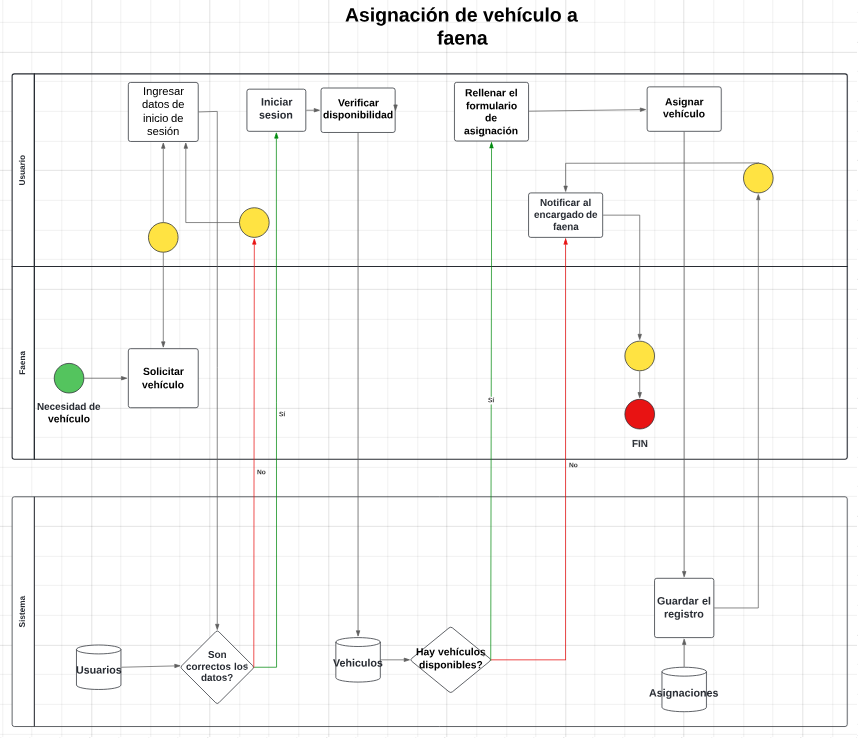 Asignación de vehículo a
faena
Usuario
Ingresar
datos de
inicio de
sesión
Iniciar
sesion
Verificar
disponibilidad
Rellenar el
formulario
de
asignación
Asignar
vehículo
Notificar al
encargado de
faena
Faena
Necesidad de
vehículo
Solicitar
vehículo
Si
Sí
FIN
No
No
Sistema
Usuarios
Son
correctos los
datos?
Vehiculos
Hay vehículos
disponibles?
Guardar el
registro
Asignaciones